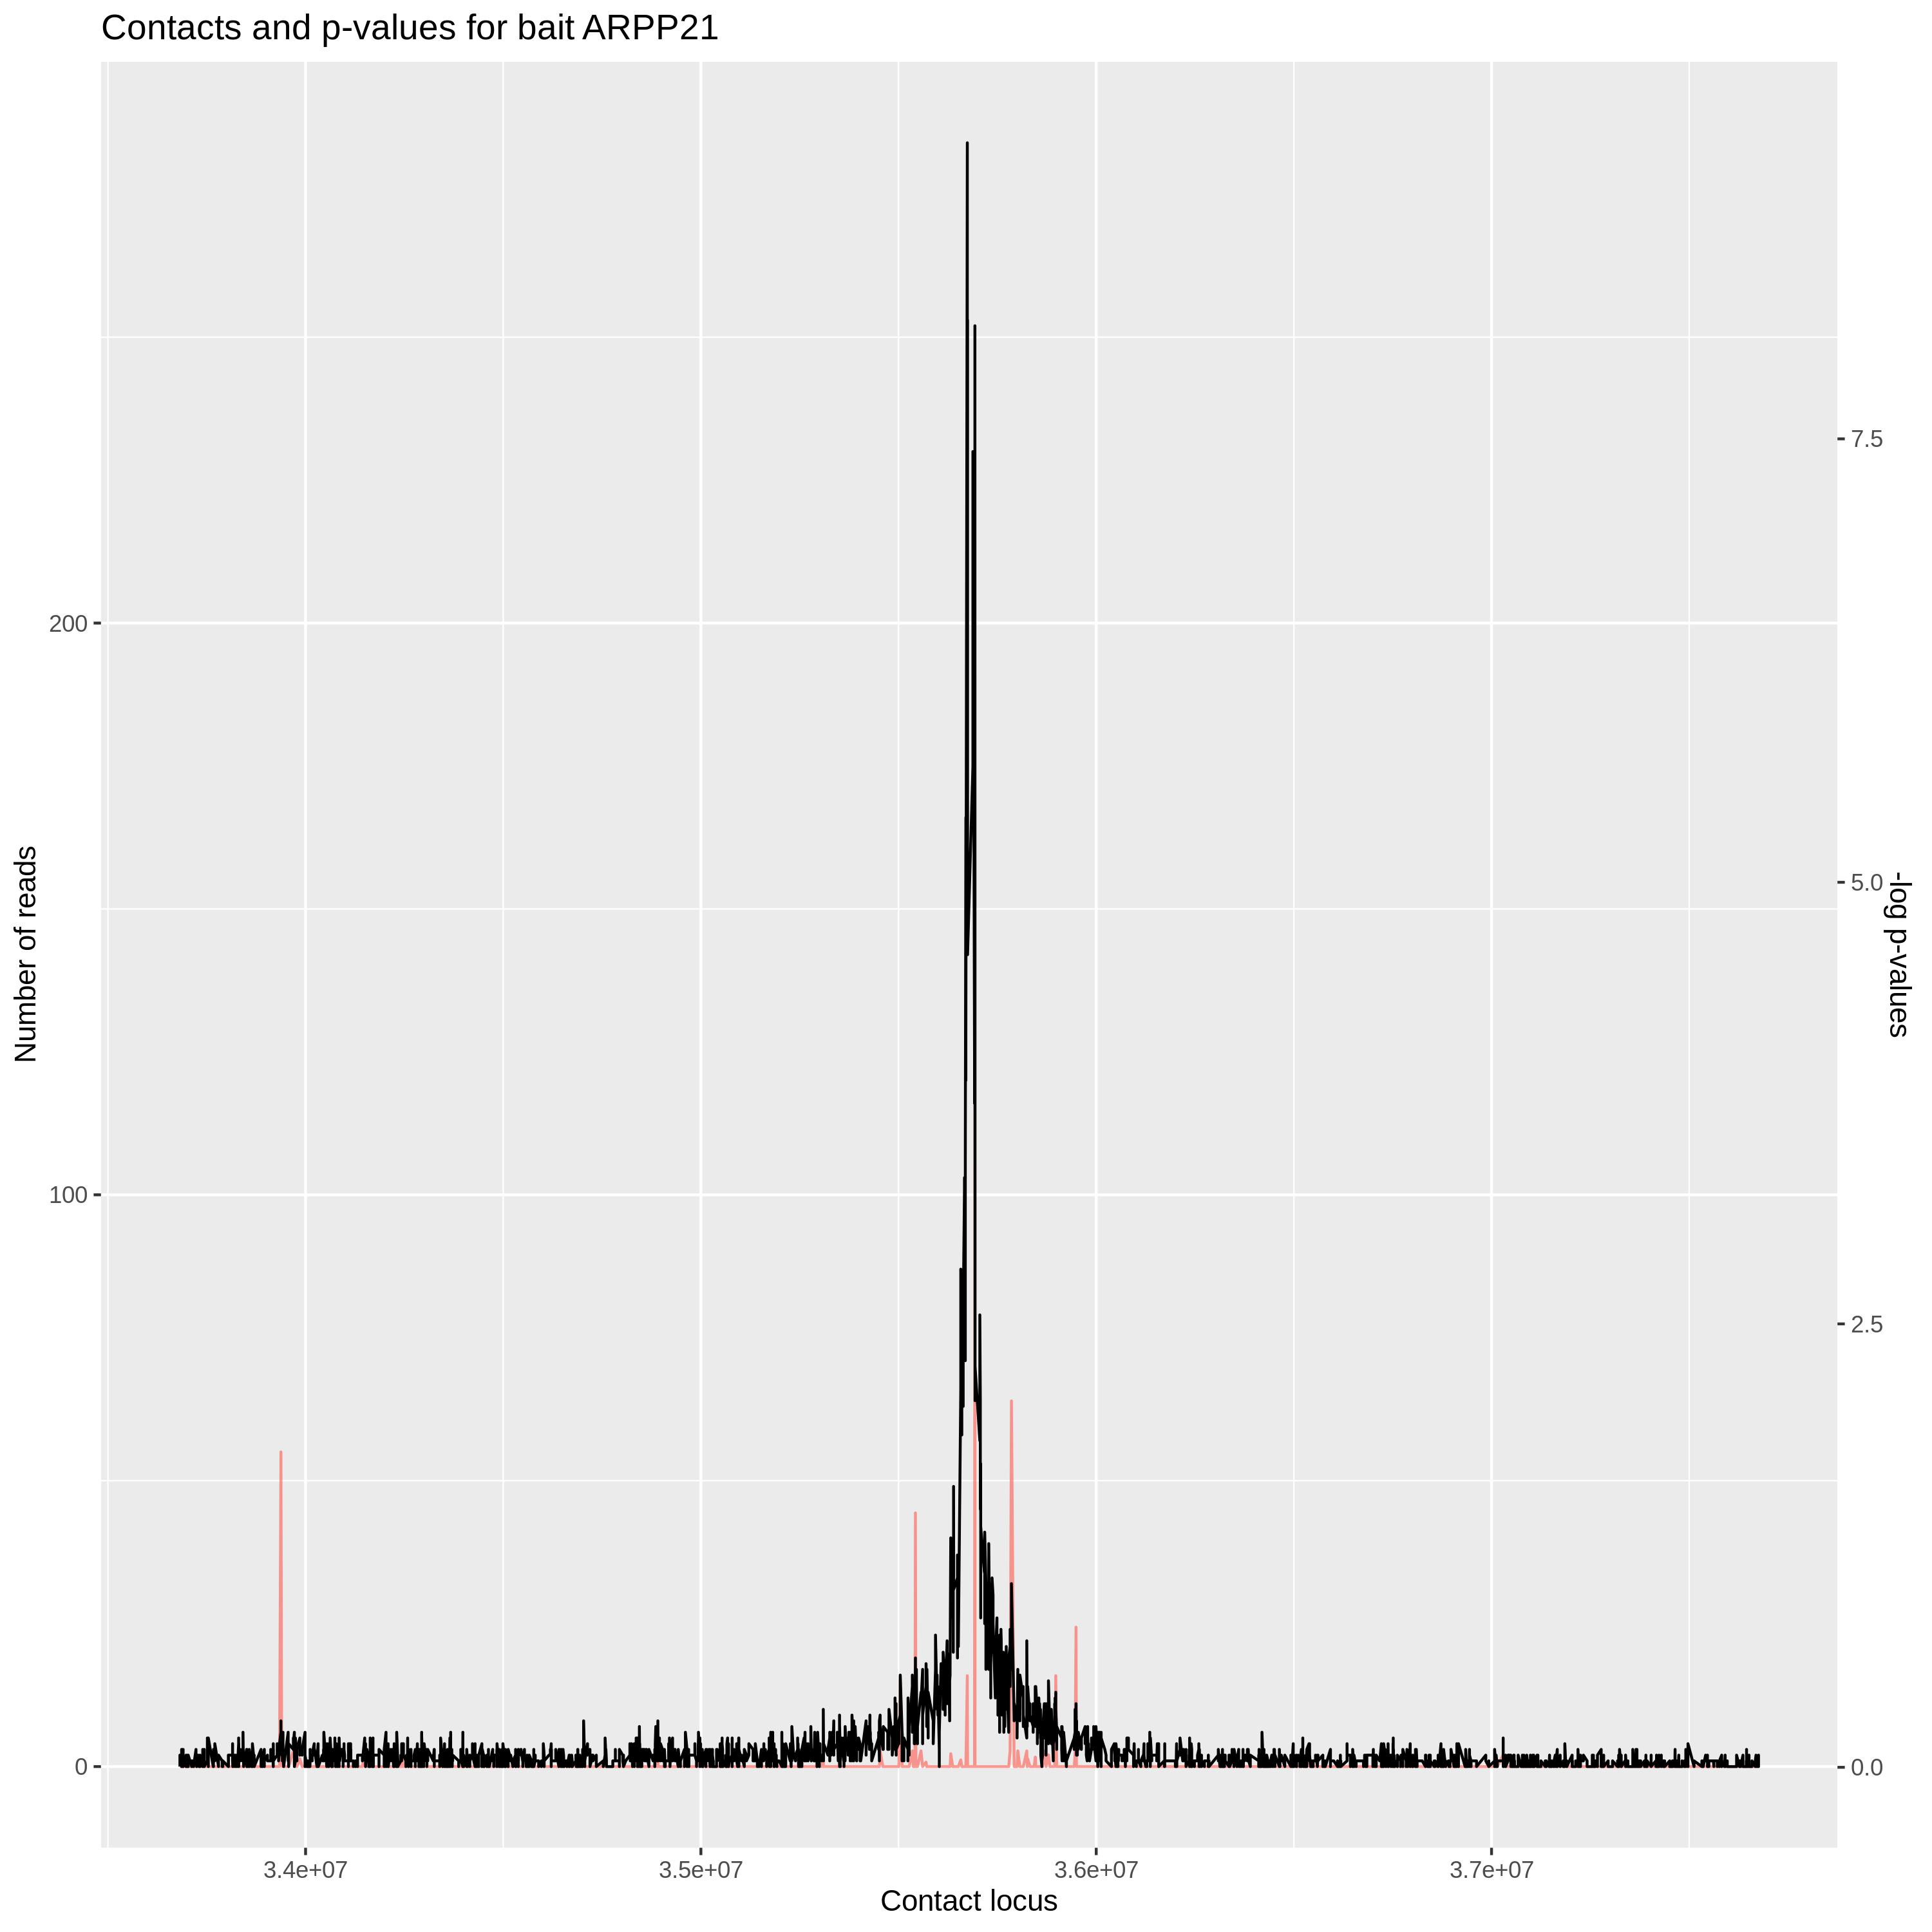 Contacts and p-values for bait ARPP21
Number of reads
200
100
0
7.5
5.0
2.5
0.0
-log p-values
3.4e+07
3.5e+07
3.6e+07
3.7e+07
Contact locus